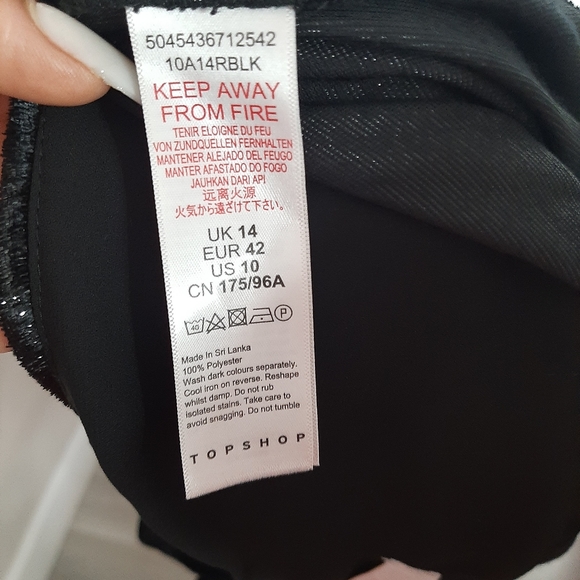 5045436712542
10A14RBLK
KEEP AWAY
FROM FIRE
TENIR ELOIGNE DU FEU
VON ZUNDQUELLEN FERNHALTEN
MANTENER ALEJADO DEL FEUGO
MANTER AFASTADO DO FOGO
JAUHKAN DARI API
远离火源
火気から遠ざけて下さい。
UK 14
EUR 42
US 10
CN 175/96A
40 P
Made In Sri Lanka
100% Polyester
Wash dark colours separately.
Cool iron on reverse. Reshape
whilst damp. Do not rub
isolated stains. Take care to
avoid snagging. Do not tumble
TOPSHOP